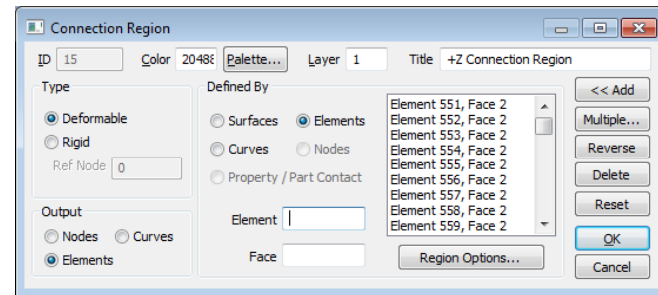 Connection Region
ID 15 Color 20488 Palette... Layer 1 Title +Z Connection Region
Type
Deformable
Rigid
Ref Node 0
Output
Nodes Curves
Elements
Defined By
Surfaces Elements
Curves Nodes
Property / Part Contact
Element
Face
Element 551, Face 2
Element 552, Face 2
Element 553, Face 2
Element 554, Face 2
Element 555, Face 2
Element 556, Face 2
Element 557, Face 2
Element 558, Face 2
Element 559, Face 2
Region Options...
<< Add
Multiple...
Reverse
Delete
Reset
OK
Cancel